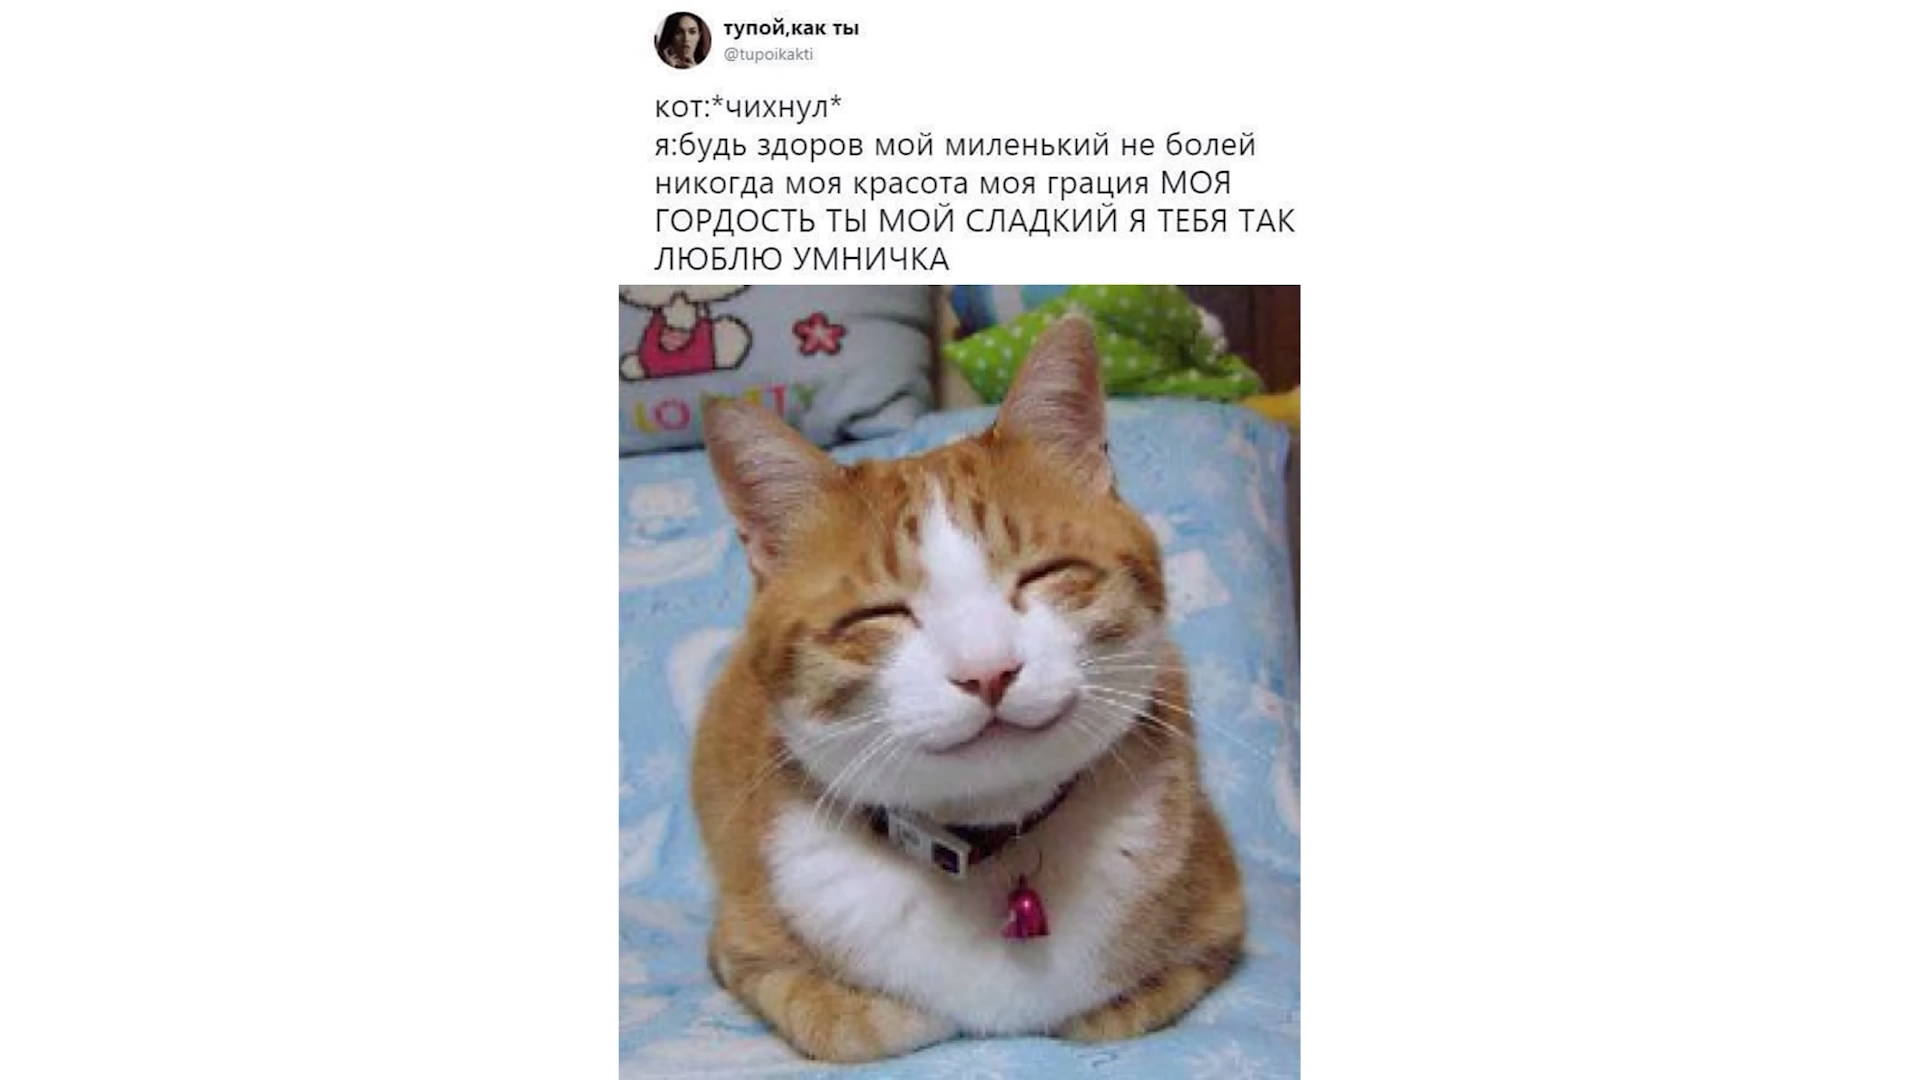 тупой,как ты
@tupoikakti
кот:*чихнул*
я:будь здоров мой миленький не болей
никогда моя красота моя грация МОЯ
ГОРДОСТЬ ТЫ МОЙ СЛАДКИЙ Я ТЕБЯ ТАК
ЛЮБЛЮ УМНИЧКА